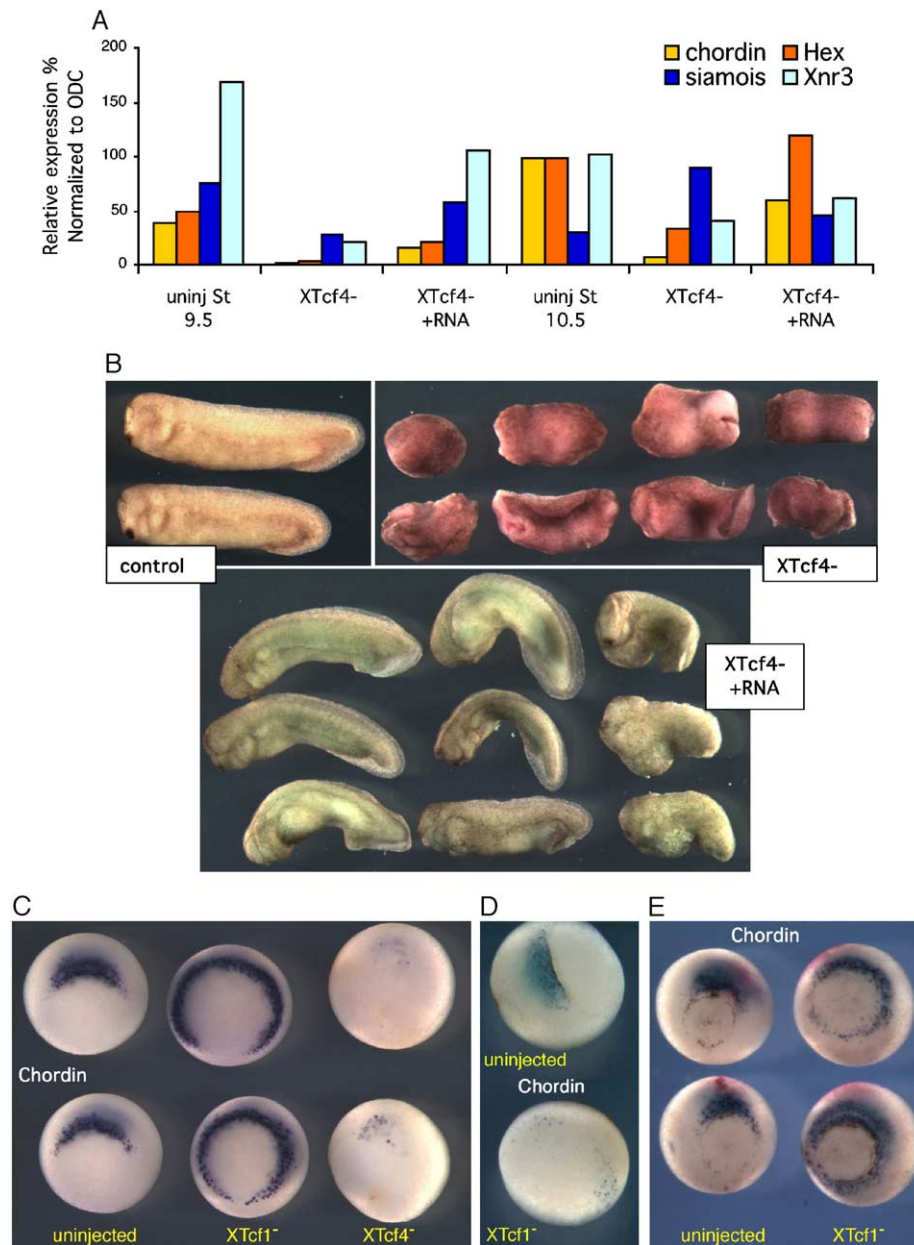 A
Relative expression %
Normalized to ODC
200
150
100
50
0
chordin
Hex
siamois
Xnr3
uninj St
9.5
XTcf4-
XTcf4-
+RNA
uninj St
10.5
XTcf4-
XTcf4-
+RNA
B
control
XTcf4-
XTcf4-
+RNA
C
Chordin
uninjected
XTcf1⁻
XTcf4⁻
D
uninjected
Chordin
XTcf1⁻
E
Chordin
uninjected
XTcf1⁻